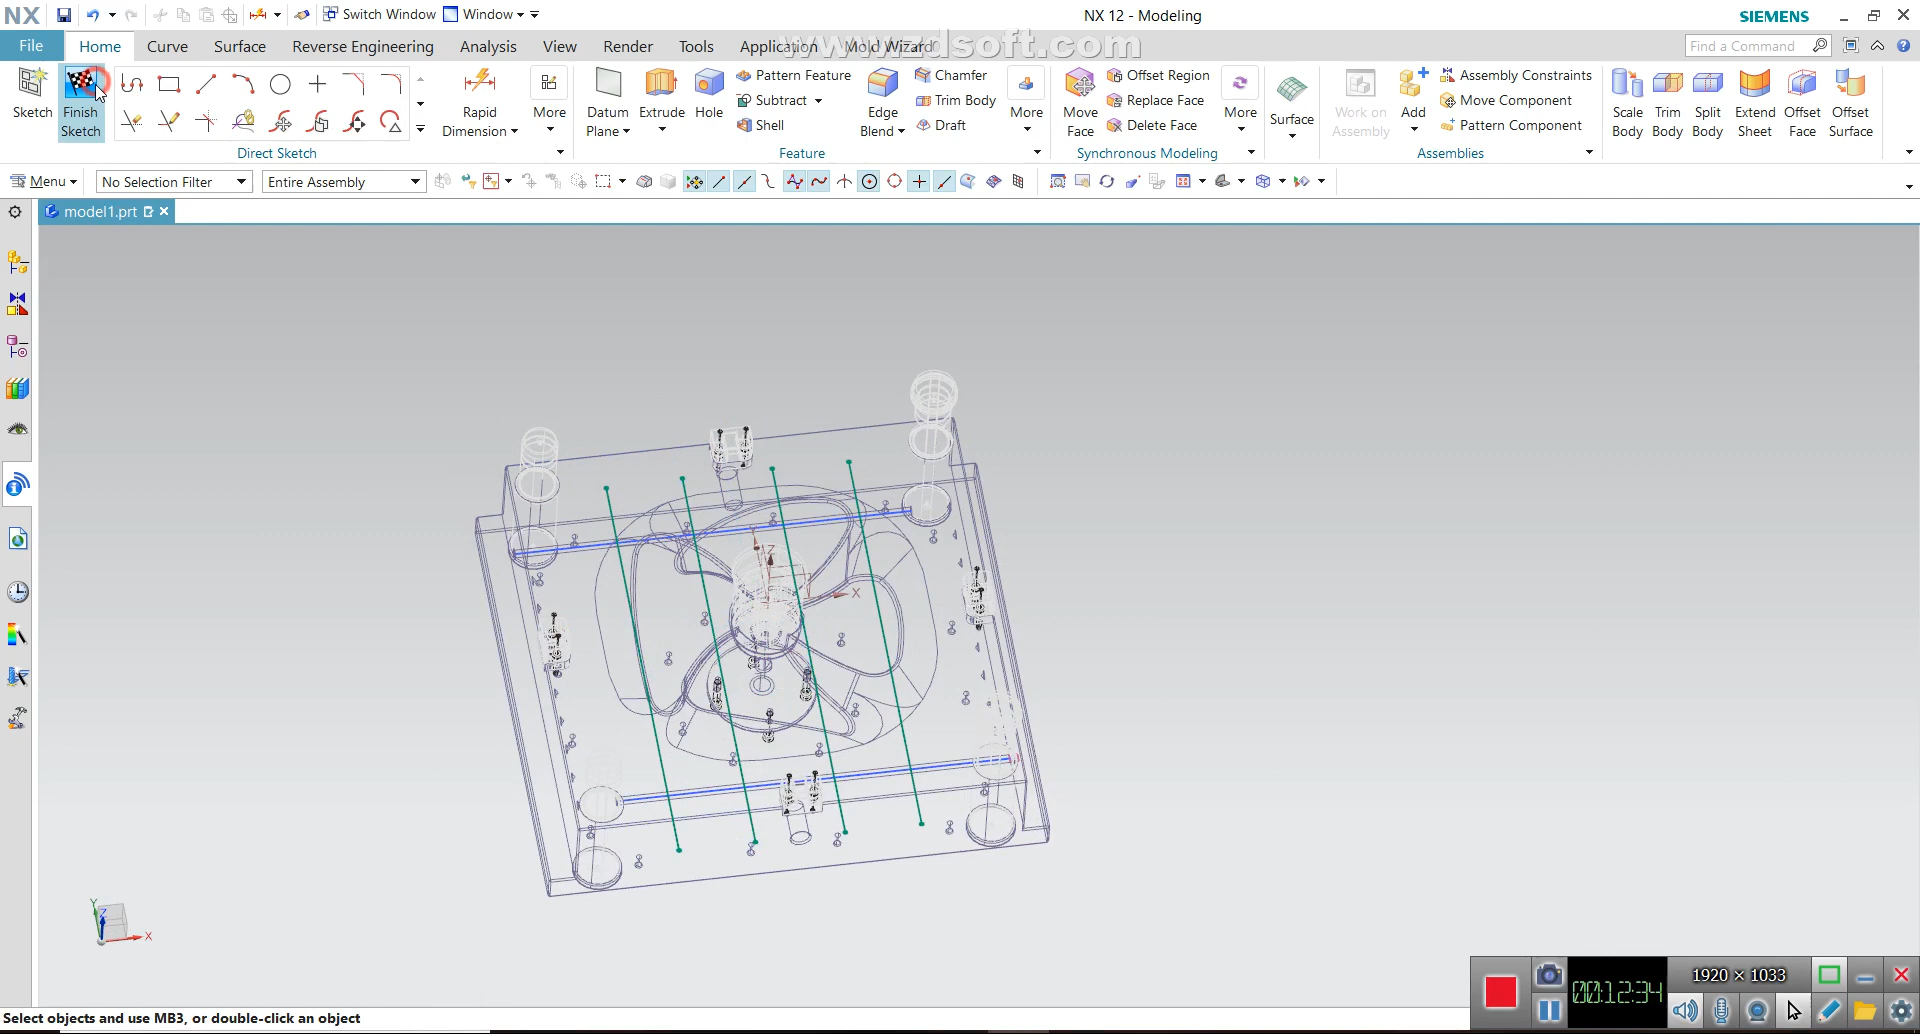 NX Switch Window Window NX 12 - Modeling SIEMENS
File Home Curve Surface Reverse Engineering Analysis View Render Tools Application Mold Wizard Find a Command
www.zdsoft.com
Sketch Finish Sketch Rapid Dimension More Datum Plane Extrude Hole Pattern Feature Subtract Shell Edge Blend Chamfer Trim Body Draft More Move Face Offset Region Replace Face Delete Face More Surface Work on Assembly Add Assembly Constraints Move Component Pattern Component Scale Body Trim Body Split Body Extend Sheet Offset Face Offset Surface
Direct Sketch Feature Synchronous Modeling Assemblies
Menu No Selection Filter Entire Assembly
model1.prt
Z
X
Y
Z
X
1920 × 1033
00:12:34
Select objects and use MB3, or double-click an object